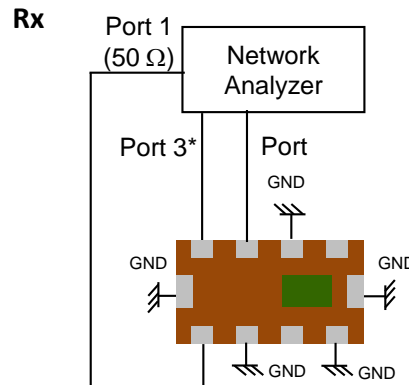 Rx
Port 1
(50 Ω)
Network
Analyzer
Port 3*
Port
GND
GND
GND
GND
GND